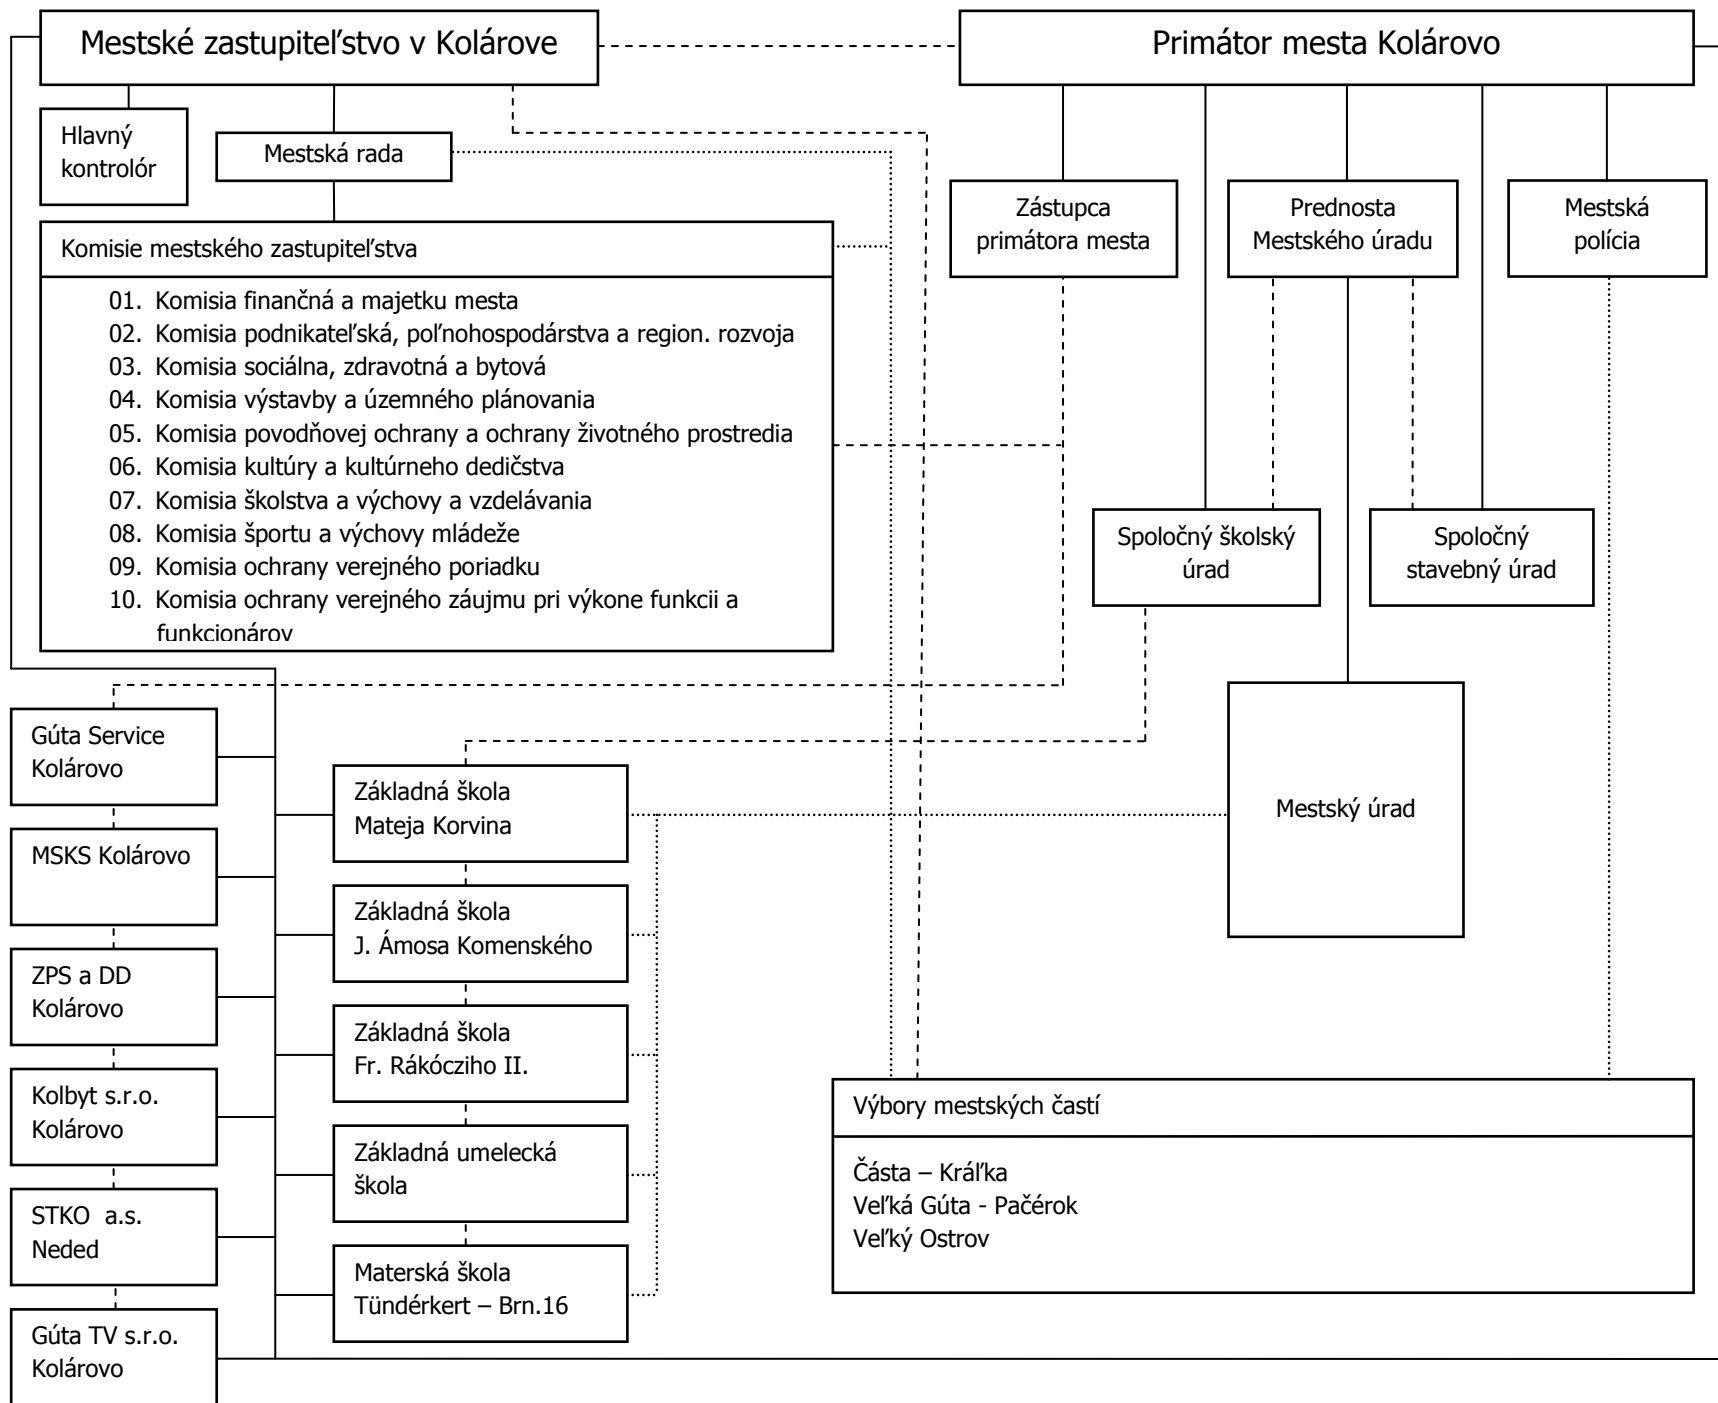 Mestské zastupiteľstvo v Kolárove
Primátor mesta Kolárovo
Hlavný
kontrolór
Mestská rada
Zástupca
primátora mesta
Prednosta
Mestského úradu
Mestská
polícia
Komisie mestského zastupiteľstva
01. Komisia finančná a majetku mesta
02. Komisia podnikateľská, poľnohospodárstva a region. rozvoja
03. Komisia sociálna, zdravotná a bytová
04. Komisia výstavby a územného plánovania
05. Komisia povodňovej ochrany a ochrany životného prostredia
06. Komisia kultúry a kultúrneho dedičstva
07. Komisia školstva a výchovy a vzdelávania
08. Komisia športu a výchovy mládeže
09. Komisia ochrany verejného poriadku
10. Komisia ochrany verejného záujmu pri výkone funkcii a
funkcionárov
Spoločný školský
úrad
Spoločný
stavebný úrad
Gúta Service
Kolárovo
MSKS Kolárovo
ZPS a DD
Kolárovo
Kolbyt s.r.o.
Kolárovo
STKO a.s.
Neded
Gúta TV s.r.o.
Kolárovo
Základná škola
Mateja Korvina
Základná škola
J. Ámosa Komenského
Základná škola
Fr. Rákócziho II.
Základná umelecká
škola
Materská škola
Tündérkert – Brn.16
Mestský úrad
Výbory mestských častí
Částa – Kráľka
Veľká Gúta - Pačérok
Veľký Ostrov